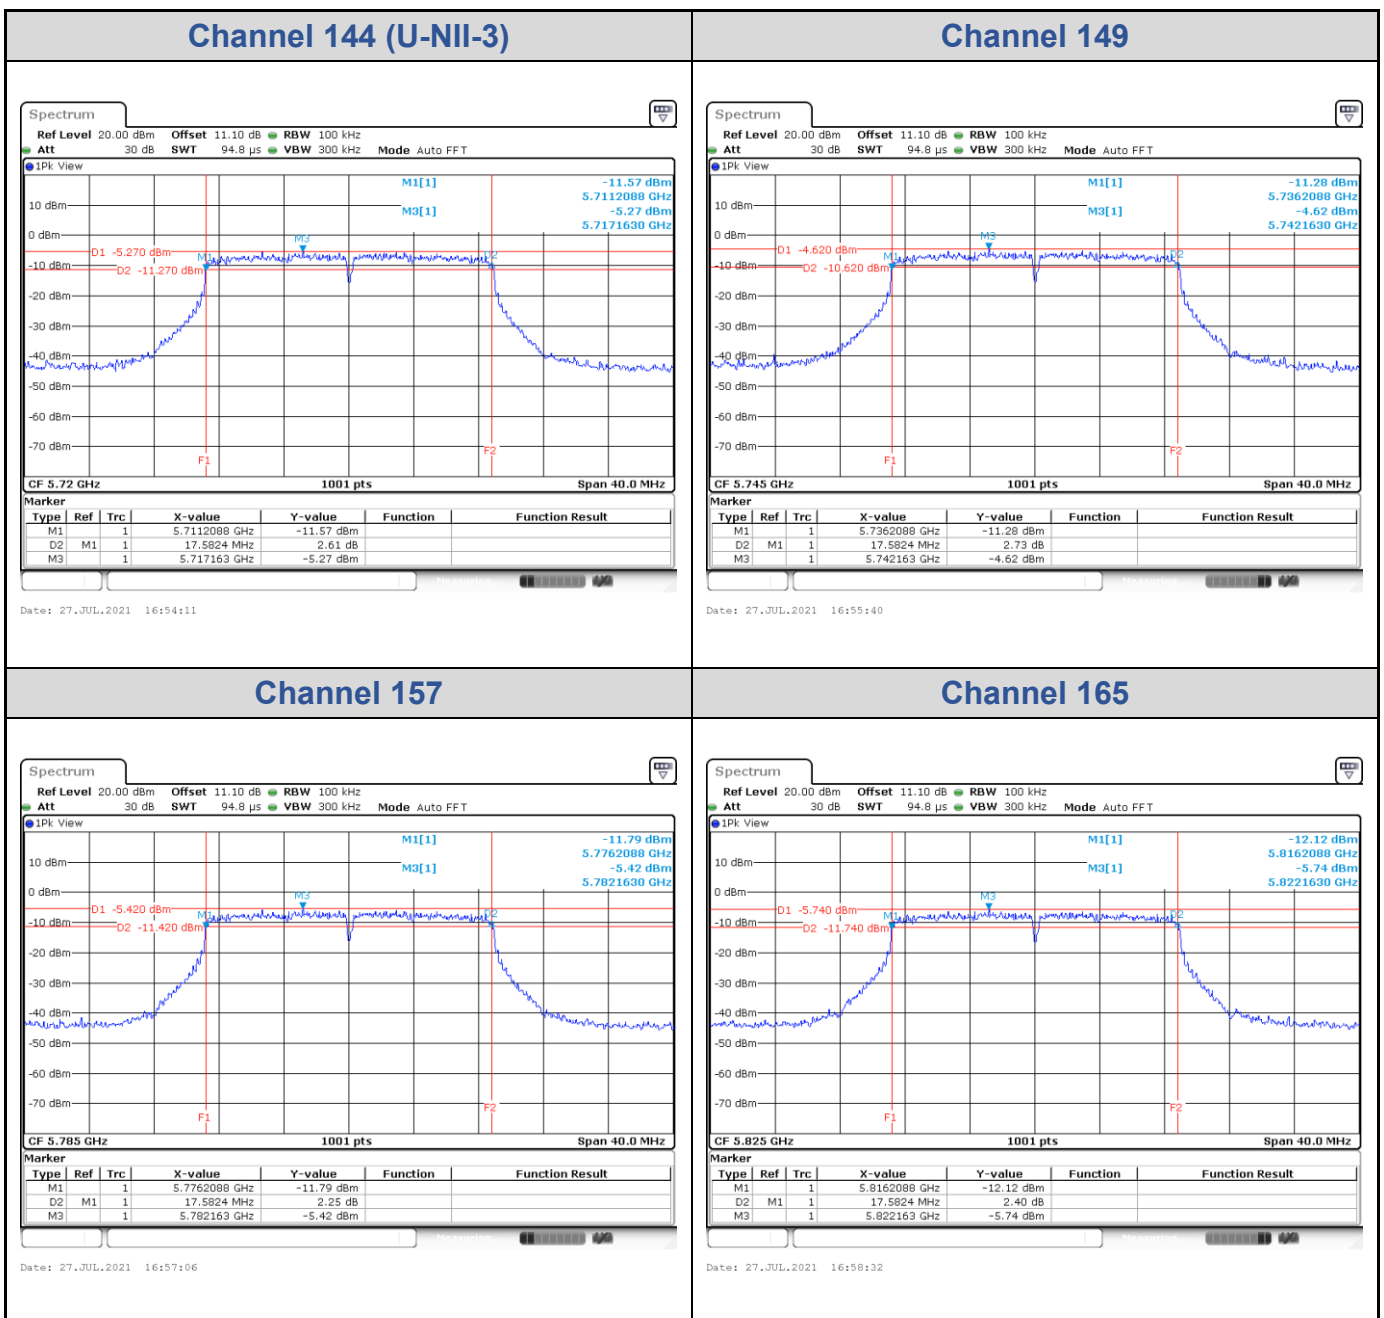 Channel 144 (U-NII-3)
Spectrum
Ref Level 20.00 dBm Offset 11.10 dB RBW 100 kHz
Att 30 dB SWT 94.8 µs VBW 300 kHz Mode Auto FFT
1Pk View
M1[1] -11.57 dBm
5.7112088 GHz
M3[1] -5.27 dBm
5.7171630 GHz
10 dBm
0 dBm
M3
D1 -5.270 dBm
M1
D2
-10 dBm
D2 -11.270 dBm
-20 dBm
-30 dBm
-40 dBm
-50 dBm
-60 dBm
-70 dBm
F1
F2
CF 5.72 GHz 1001 pts Span 40.0 MHz
Marker
Type Ref Trc X-value Y-value Function Function Result
M1 1 5.7112088 GHz -11.57 dBm
D2 M1 1 17.5824 MHz 2.61 dB
M3 1 5.717163 GHz -5.27 dBm
Date: 27.JUL.2021 16:54:11
Channel 149
Spectrum
Ref Level 20.00 dBm Offset 11.10 dB RBW 100 kHz
Att 30 dB SWT 94.8 µs VBW 300 kHz Mode Auto FFT
1Pk View
M1[1] -11.28 dBm
5.7362088 GHz
M3[1] -4.62 dBm
5.7421630 GHz
10 dBm
0 dBm
M3
D1 -4.620 dBm
M1
D2
-10 dBm
D2 -10.620 dBm
-20 dBm
-30 dBm
-40 dBm
-50 dBm
-60 dBm
-70 dBm
F1
F2
CF 5.745 GHz 1001 pts Span 40.0 MHz
Marker
Type Ref Trc X-value Y-value Function Function Result
M1 1 5.7362088 GHz -11.28 dBm
D2 M1 1 17.5824 MHz 2.73 dB
M3 1 5.742163 GHz -4.62 dBm
Date: 27.JUL.2021 16:55:40
Channel 157
Spectrum
Ref Level 20.00 dBm Offset 11.10 dB RBW 100 kHz
Att 30 dB SWT 94.8 µs VBW 300 kHz Mode Auto FFT
1Pk View
M1[1] -11.79 dBm
5.7762088 GHz
M3[1] -5.42 dBm
5.7821630 GHz
10 dBm
0 dBm
M3
D1 -5.420 dBm
M1
D2
-10 dBm
D2 -11.420 dBm
-20 dBm
-30 dBm
-40 dBm
-50 dBm
-60 dBm
-70 dBm
F1
F2
CF 5.785 GHz 1001 pts Span 40.0 MHz
Marker
Type Ref Trc X-value Y-value Function Function Result
M1 1 5.7762088 GHz -11.79 dBm
D2 M1 1 17.5824 MHz 2.25 dB
M3 1 5.782163 GHz -5.42 dBm
Date: 27.JUL.2021 16:57:06
Channel 165
Spectrum
Ref Level 20.00 dBm Offset 11.10 dB RBW 100 kHz
Att 30 dB SWT 94.8 µs VBW 300 kHz Mode Auto FFT
1Pk View
M1[1] -12.12 dBm
5.8162088 GHz
M3[1] -5.74 dBm
5.8221630 GHz
10 dBm
0 dBm
M3
D1 -5.740 dBm
M1
D2
-10 dBm
D2 -11.740 dBm
-20 dBm
-30 dBm
-40 dBm
-50 dBm
-60 dBm
-70 dBm
F1
F2
CF 5.825 GHz 1001 pts Span 40.0 MHz
Marker
Type Ref Trc X-value Y-value Function Function Result
M1 1 5.8162088 GHz -12.12 dBm
D2 M1 1 17.5824 MHz 2.40 dB
M3 1 5.822163 GHz -5.74 dBm
Date: 27.JUL.2021 16:58:32